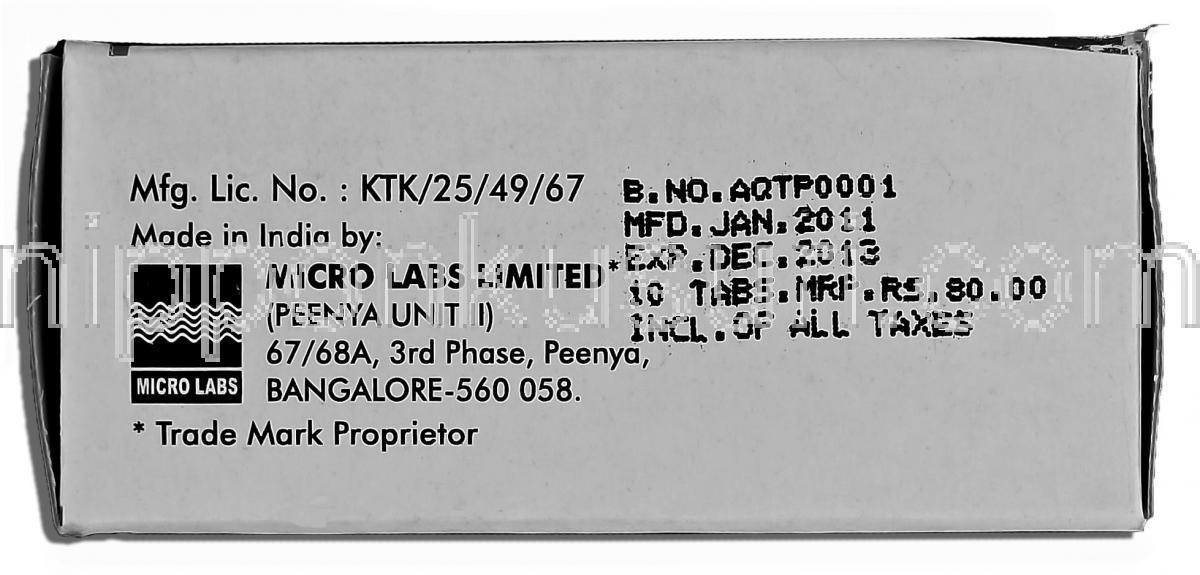 Mfg. Lic. No. : KTK/25/49/67
Made in India by:
MICRO LABS LIMITED*
(PEENYA UNIT II)
67/68A, 3rd Phase, Peenya,
BANGALORE-560 058.
MICRO LABS
* Trade Mark Proprietor
B.NO.AQTP0001
MFD.JAN.2011
EXP.DEC.2013
10 TABS.MRP.RS.80.00
INCL.OF ALL TAXES
nipponkusuri.com